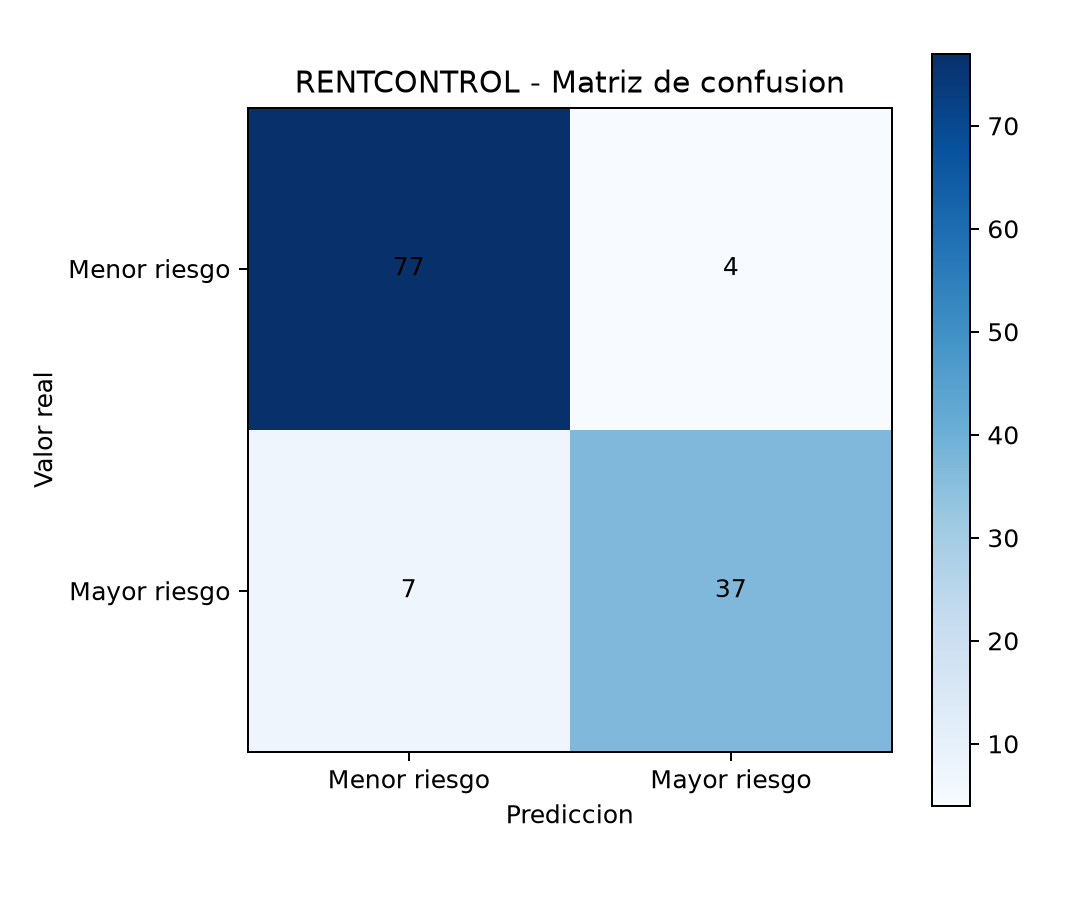 RENTCONTROL - Matriz de confusion
70
60
50
40
30
20
10
Valor real
Menor riesgo
77
4
Mayor riesgo
7
37
Menor riesgo
Mayor riesgo
Prediccion